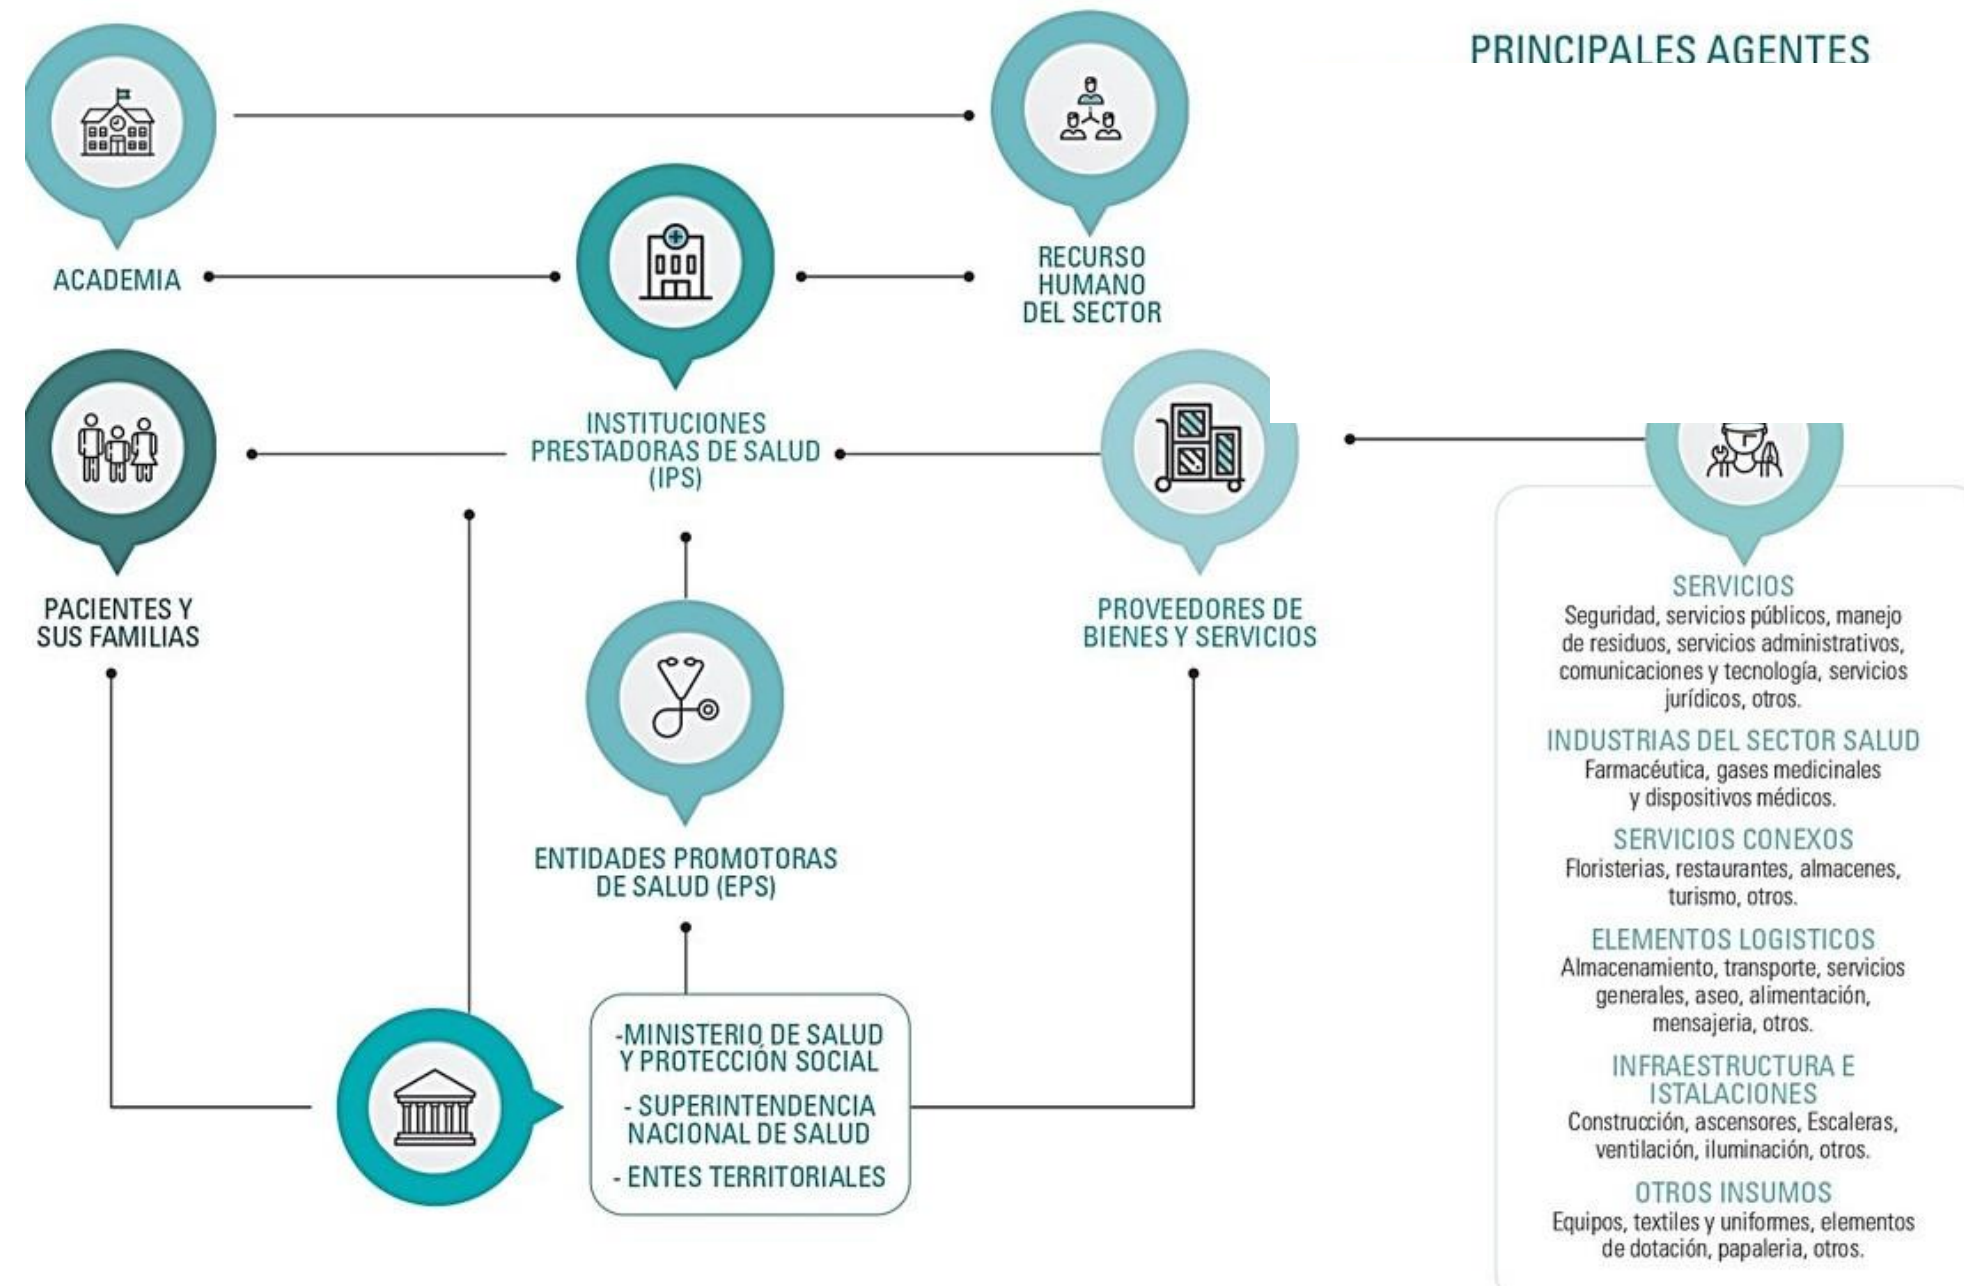 PRINCIPALES AGENTES
ACADEMIA
RECURSO
HUMANO
DEL SECTOR
INSTITUCIONES
PRESTADORAS DE SALUD
(IPS)
PACIENTES Y
SUS FAMILIAS
PROVEEDORES DE
BIENES Y SERVICIOS
ENTIDADES PROMOTORAS
DE SALUD (EPS)
-MINISTERIO DE SALUD
Y PROTECCIÓN SOCIAL
- SUPERINTENDENCIA
NACIONAL DE SALUD
- ENTES TERRITORIALES
SERVICIOS
Seguridad, servicios públicos, manejo
de residuos, servicios administrativos,
comunicaciones y tecnología, servicios
jurídicos, otros.
INDUSTRIAS DEL SECTOR SALUD
Farmacéutica, gases medicinales
y dispositivos médicos.
SERVICIOS CONEXOS
Floristerias, restaurantes, almacenes,
turismo, otros.
ELEMENTOS LOGISTICOS
Almacenamiento, transporte, servicios
generales, aseo, alimentación,
mensajeria, otros.
INFRAESTRUCTURA E
ISTALACIONES
Construcción, ascensores, Escaleras,
ventilación, iluminación, otros.
OTROS INSUMOS
Equipos, textiles y uniformes, elementos
de dotación, papaleria, otros.